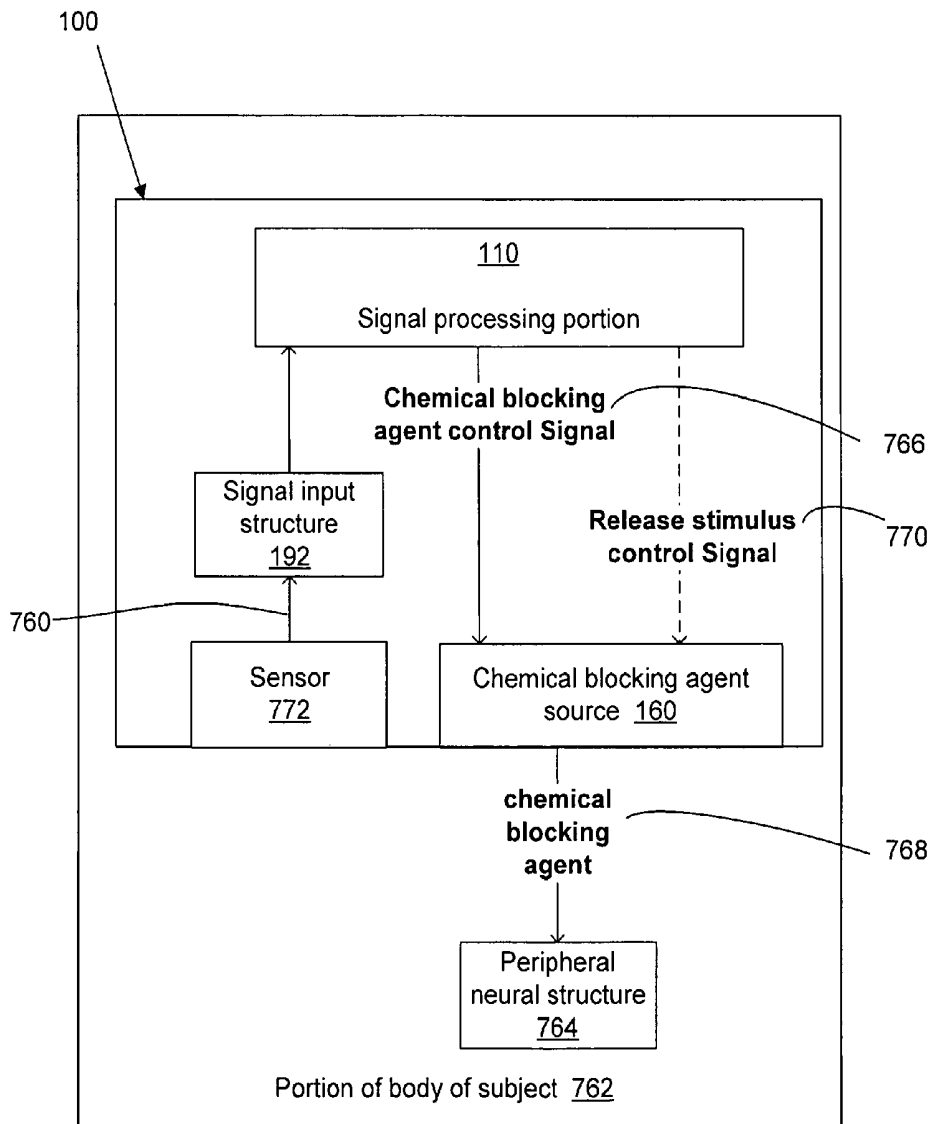 100
110
Signal processing portion
Chemical blocking
agent control Signal
766
Signal input
structure
192
Release stimulus
control Signal
770
760
Sensor
772
Chemical blocking agent
source 160
chemical
blocking
agent
768
Peripheral
neural structure
764
Portion of body of subject 762